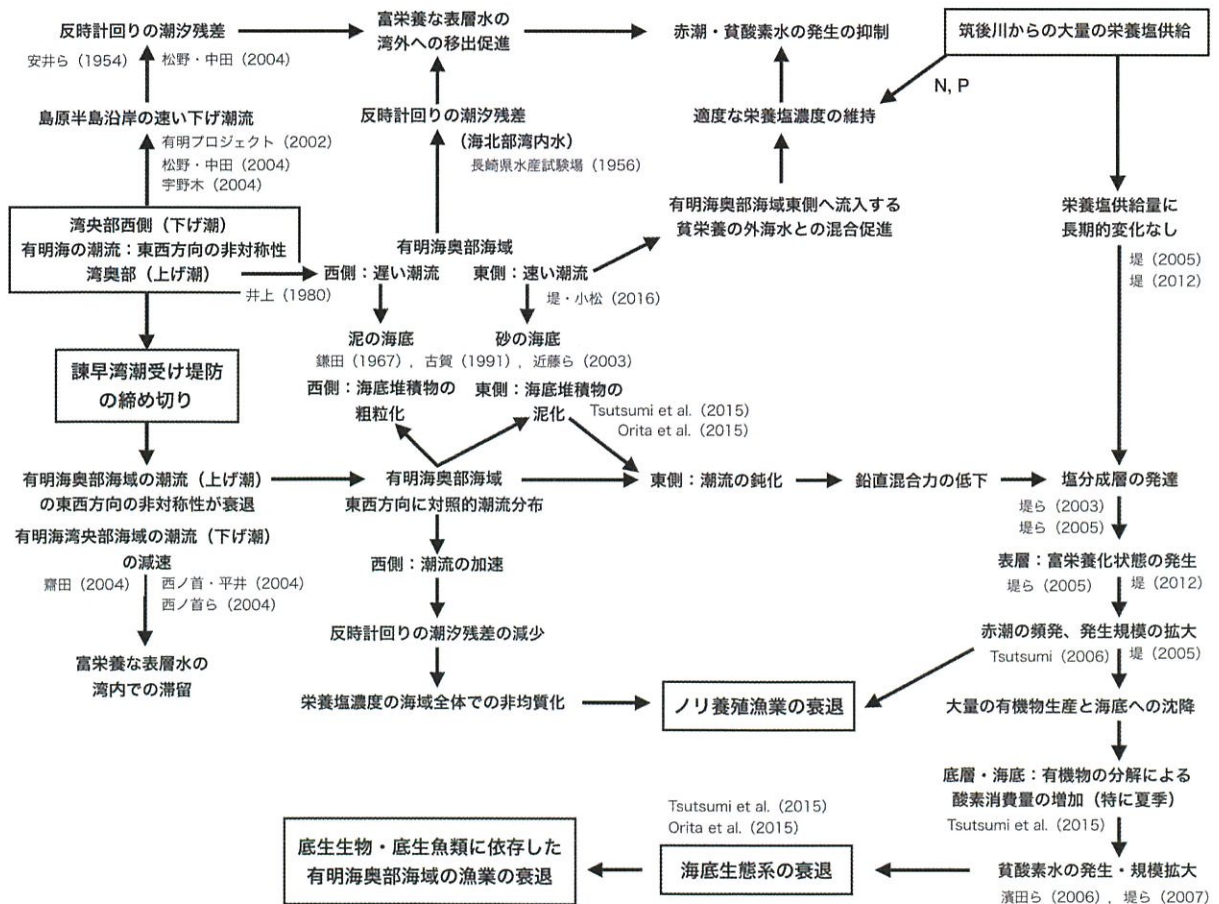 反時計回りの潮汐残差
安井ら（1954）
松野・中田（2004）
島原半島沿岸の速い下げ潮流
有明プロジェクト（2002）
松野・中田（2004）
宇野木（2004）
湾央部西側（下げ潮）
有明海の潮流：東西方向の非対称性
湾奥部（上げ潮）
井上（1980）
諫早湾潮受け堤防
の締め切り
有明海奥部海域の潮流（上げ潮）
の東西方向の非対称性が衰退
有明海湾央部海域の潮流（下げ潮）
の減速
齋田（2004）
西ノ首・平井（2004）
西ノ首ら（2004）
富栄養な表層水の
湾内での滞留
富栄養な表層水の
湾外への移出促進
反時計回りの潮汐残差
（海北部湾内水）
長崎県水産試験場（1956）
有明海奥部海域
西側：遅い潮流
東側：速い潮流
堤・小松（2016）
泥の海底
砂の海底
鎌田（1967），古賀（1991），近藤ら（2003）
西側：海底堆積物の
粗粒化
東側：海底堆積物の
泥化
Tsutsumi et al.（2015）
Orita et al.（2015）
有明海奥部海域
東西方向に対照的潮流分布
西側：潮流の加速
反時計回りの潮汐残差の減少
栄養塩濃度の海域全体での非均質化
赤潮・貧酸素水の発生の抑制
適度な栄養塩濃度の維持
有明海奥部海域東側へ流入する
貧栄養の外海水との混合促進
東側：潮流の鈍化
鉛直混合力の低下
筑後川からの大量の栄養塩供給
N, P
栄養塩供給量に
長期的変化なし
堤（2005）
堤（2012）
塩分成層の発達
堤ら（2003）
堤ら（2005）
表層：富栄養化状態の発生
堤ら（2005）
堤（2012）
赤潮の頻発、発生規模の拡大
Tsutsumi（2006）
堤（2005）
ノリ養殖漁業の衰退
大量の有機物生産と海底への沈降
底層・海底：有機物の分解による
酸素消費量の増加（特に夏季）
Tsutsumi et al.（2015）
貧酸素水の発生・規模拡大
濱田ら（2006），堤ら（2007）
Tsutsumi et al.（2015）
Orita et al.（2015）
海底生態系の衰退
底生生物・底生魚類に依存した
有明海奥部海域の漁業の衰退